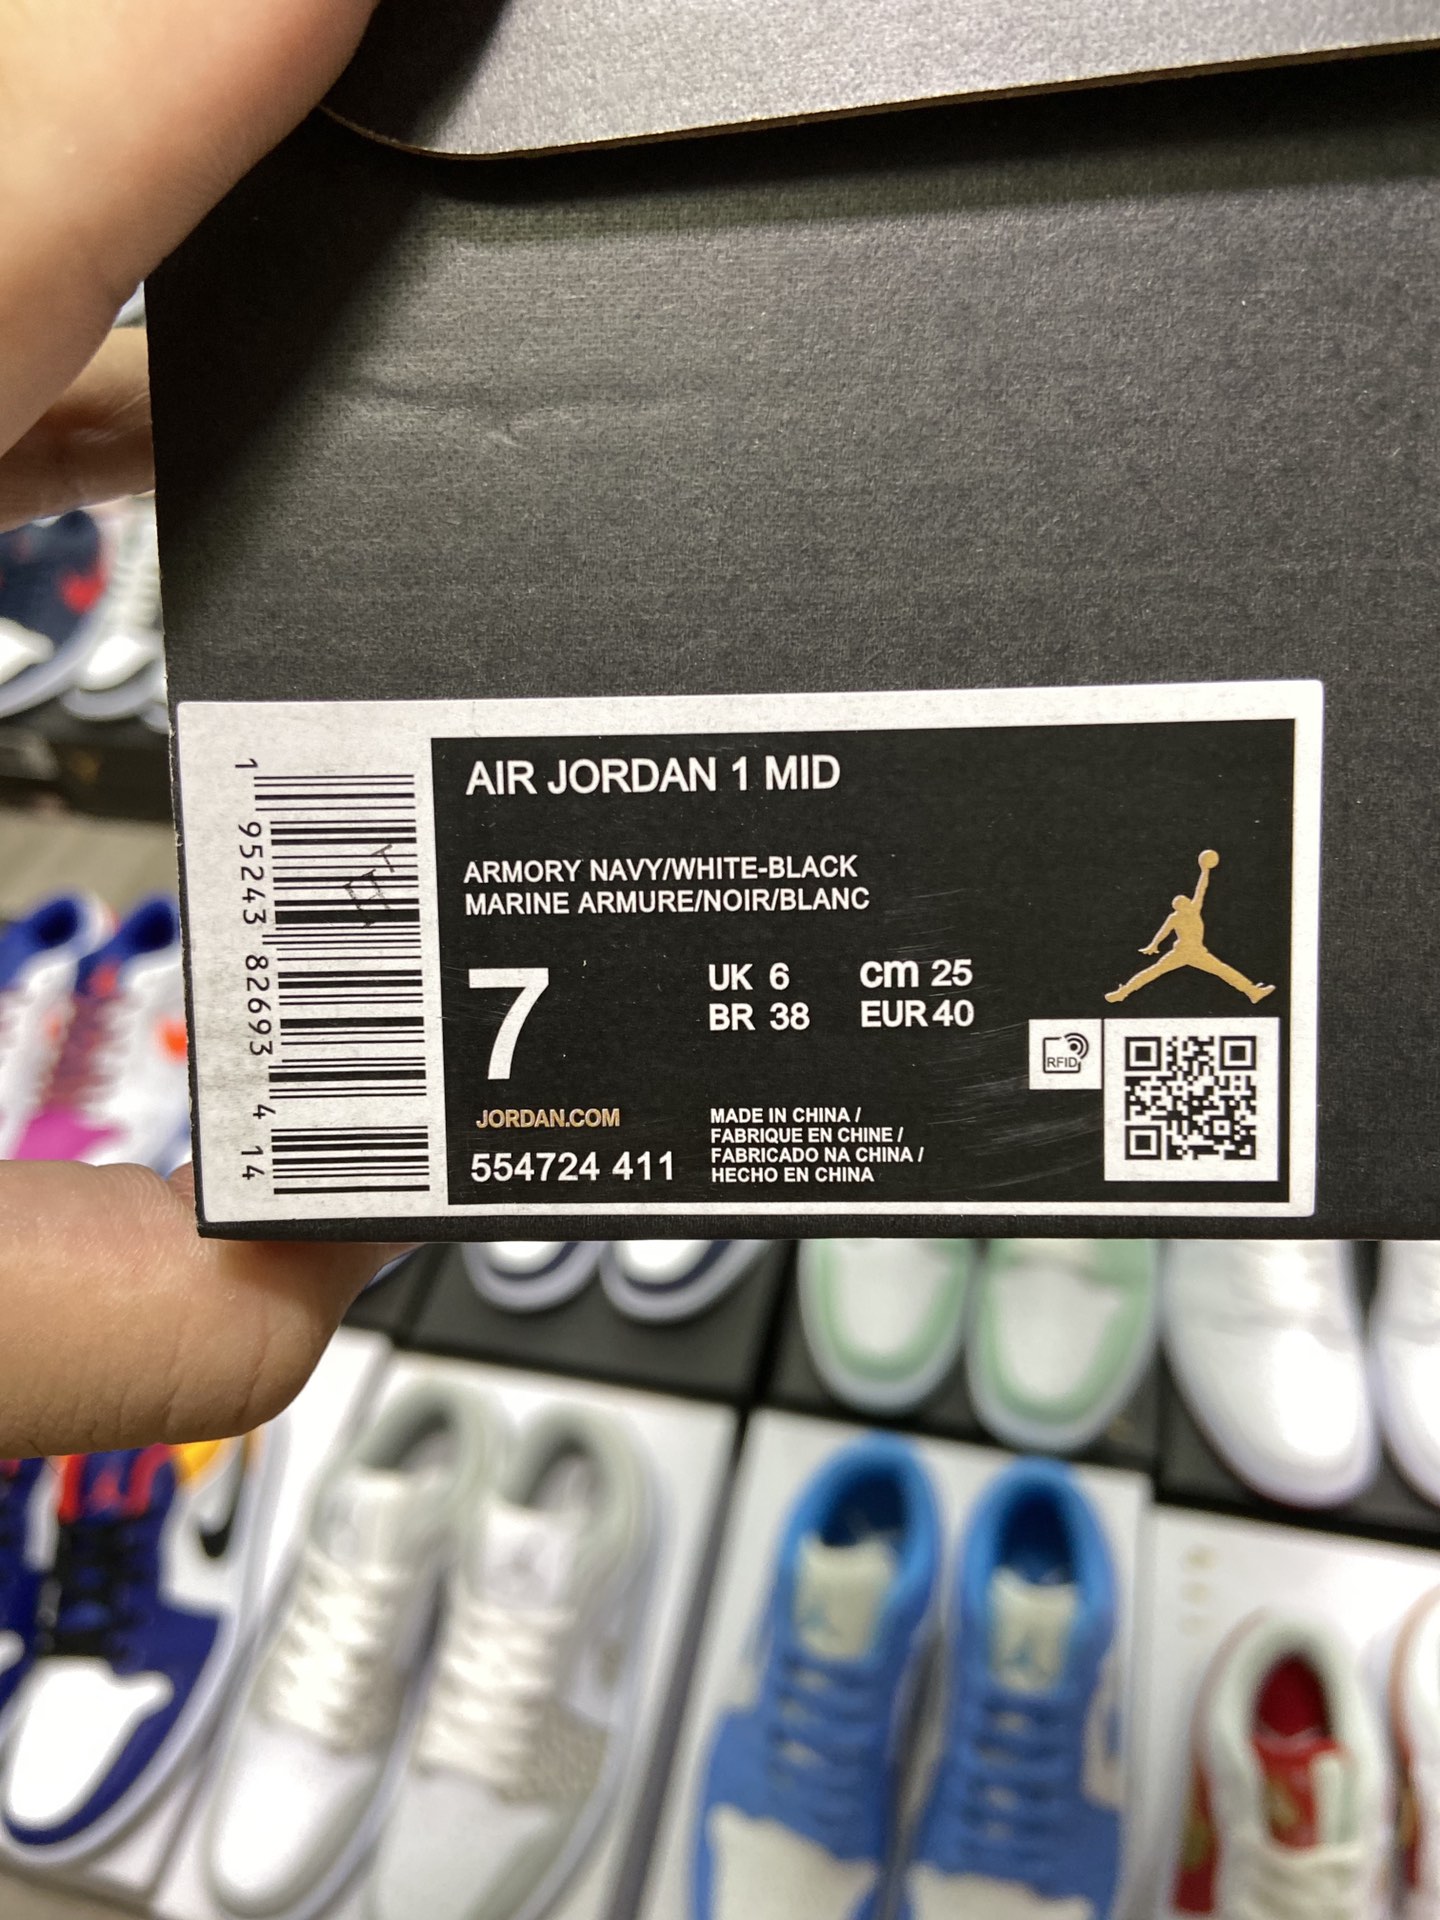 AIR JORDAN 1 MID
ARMORY NAVY/WHITE-BLACK
MARINE ARMURE/NOIR/BLANC
7
UK 6 cm 25
BR 38 EUR 40
RFID
JORDAN.COM
554724 411
MADE IN CHINA /
FABRIQUE EN CHINE /
FABRICADO NA CHINA /
HECHO EN CHINA
1 95243 82693 4 14